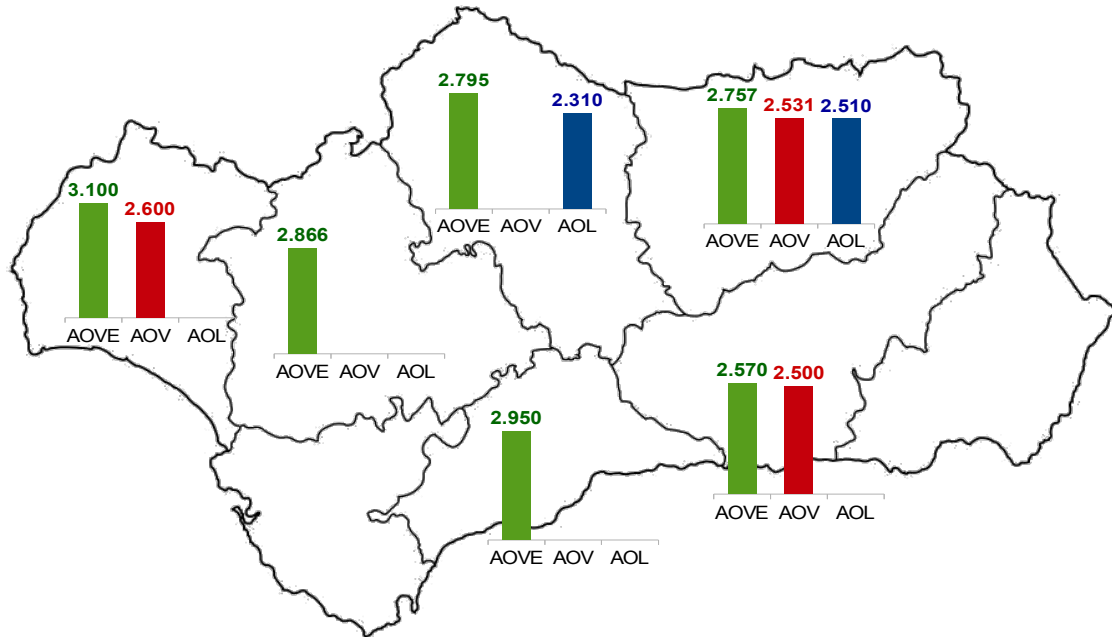 2.795
2.310
AOVE AOV AOL
2.757 2.531 2.510
AOVE AOV AOL
3.100
2.600
AOVE AOV AOL
2.866
AOVE AOV AOL
2.950
AOVE AOV AOL
2.570 2.500
AOVE AOV AOL